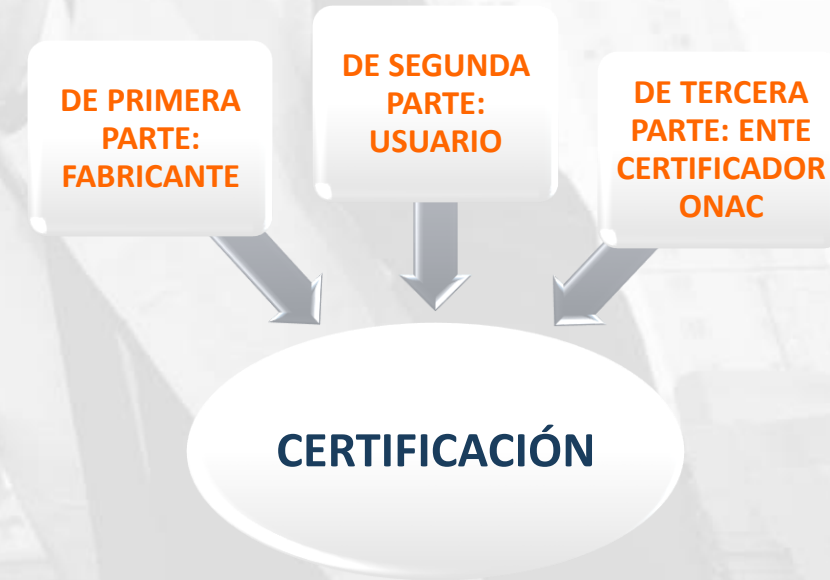 DE PRIMERA
PARTE:
FABRICANTE
DE SEGUNDA
PARTE:
USUARIO
DE TERCERA
PARTE: ENTE
CERTIFICADOR
ONAC
CERTIFICACIÓN